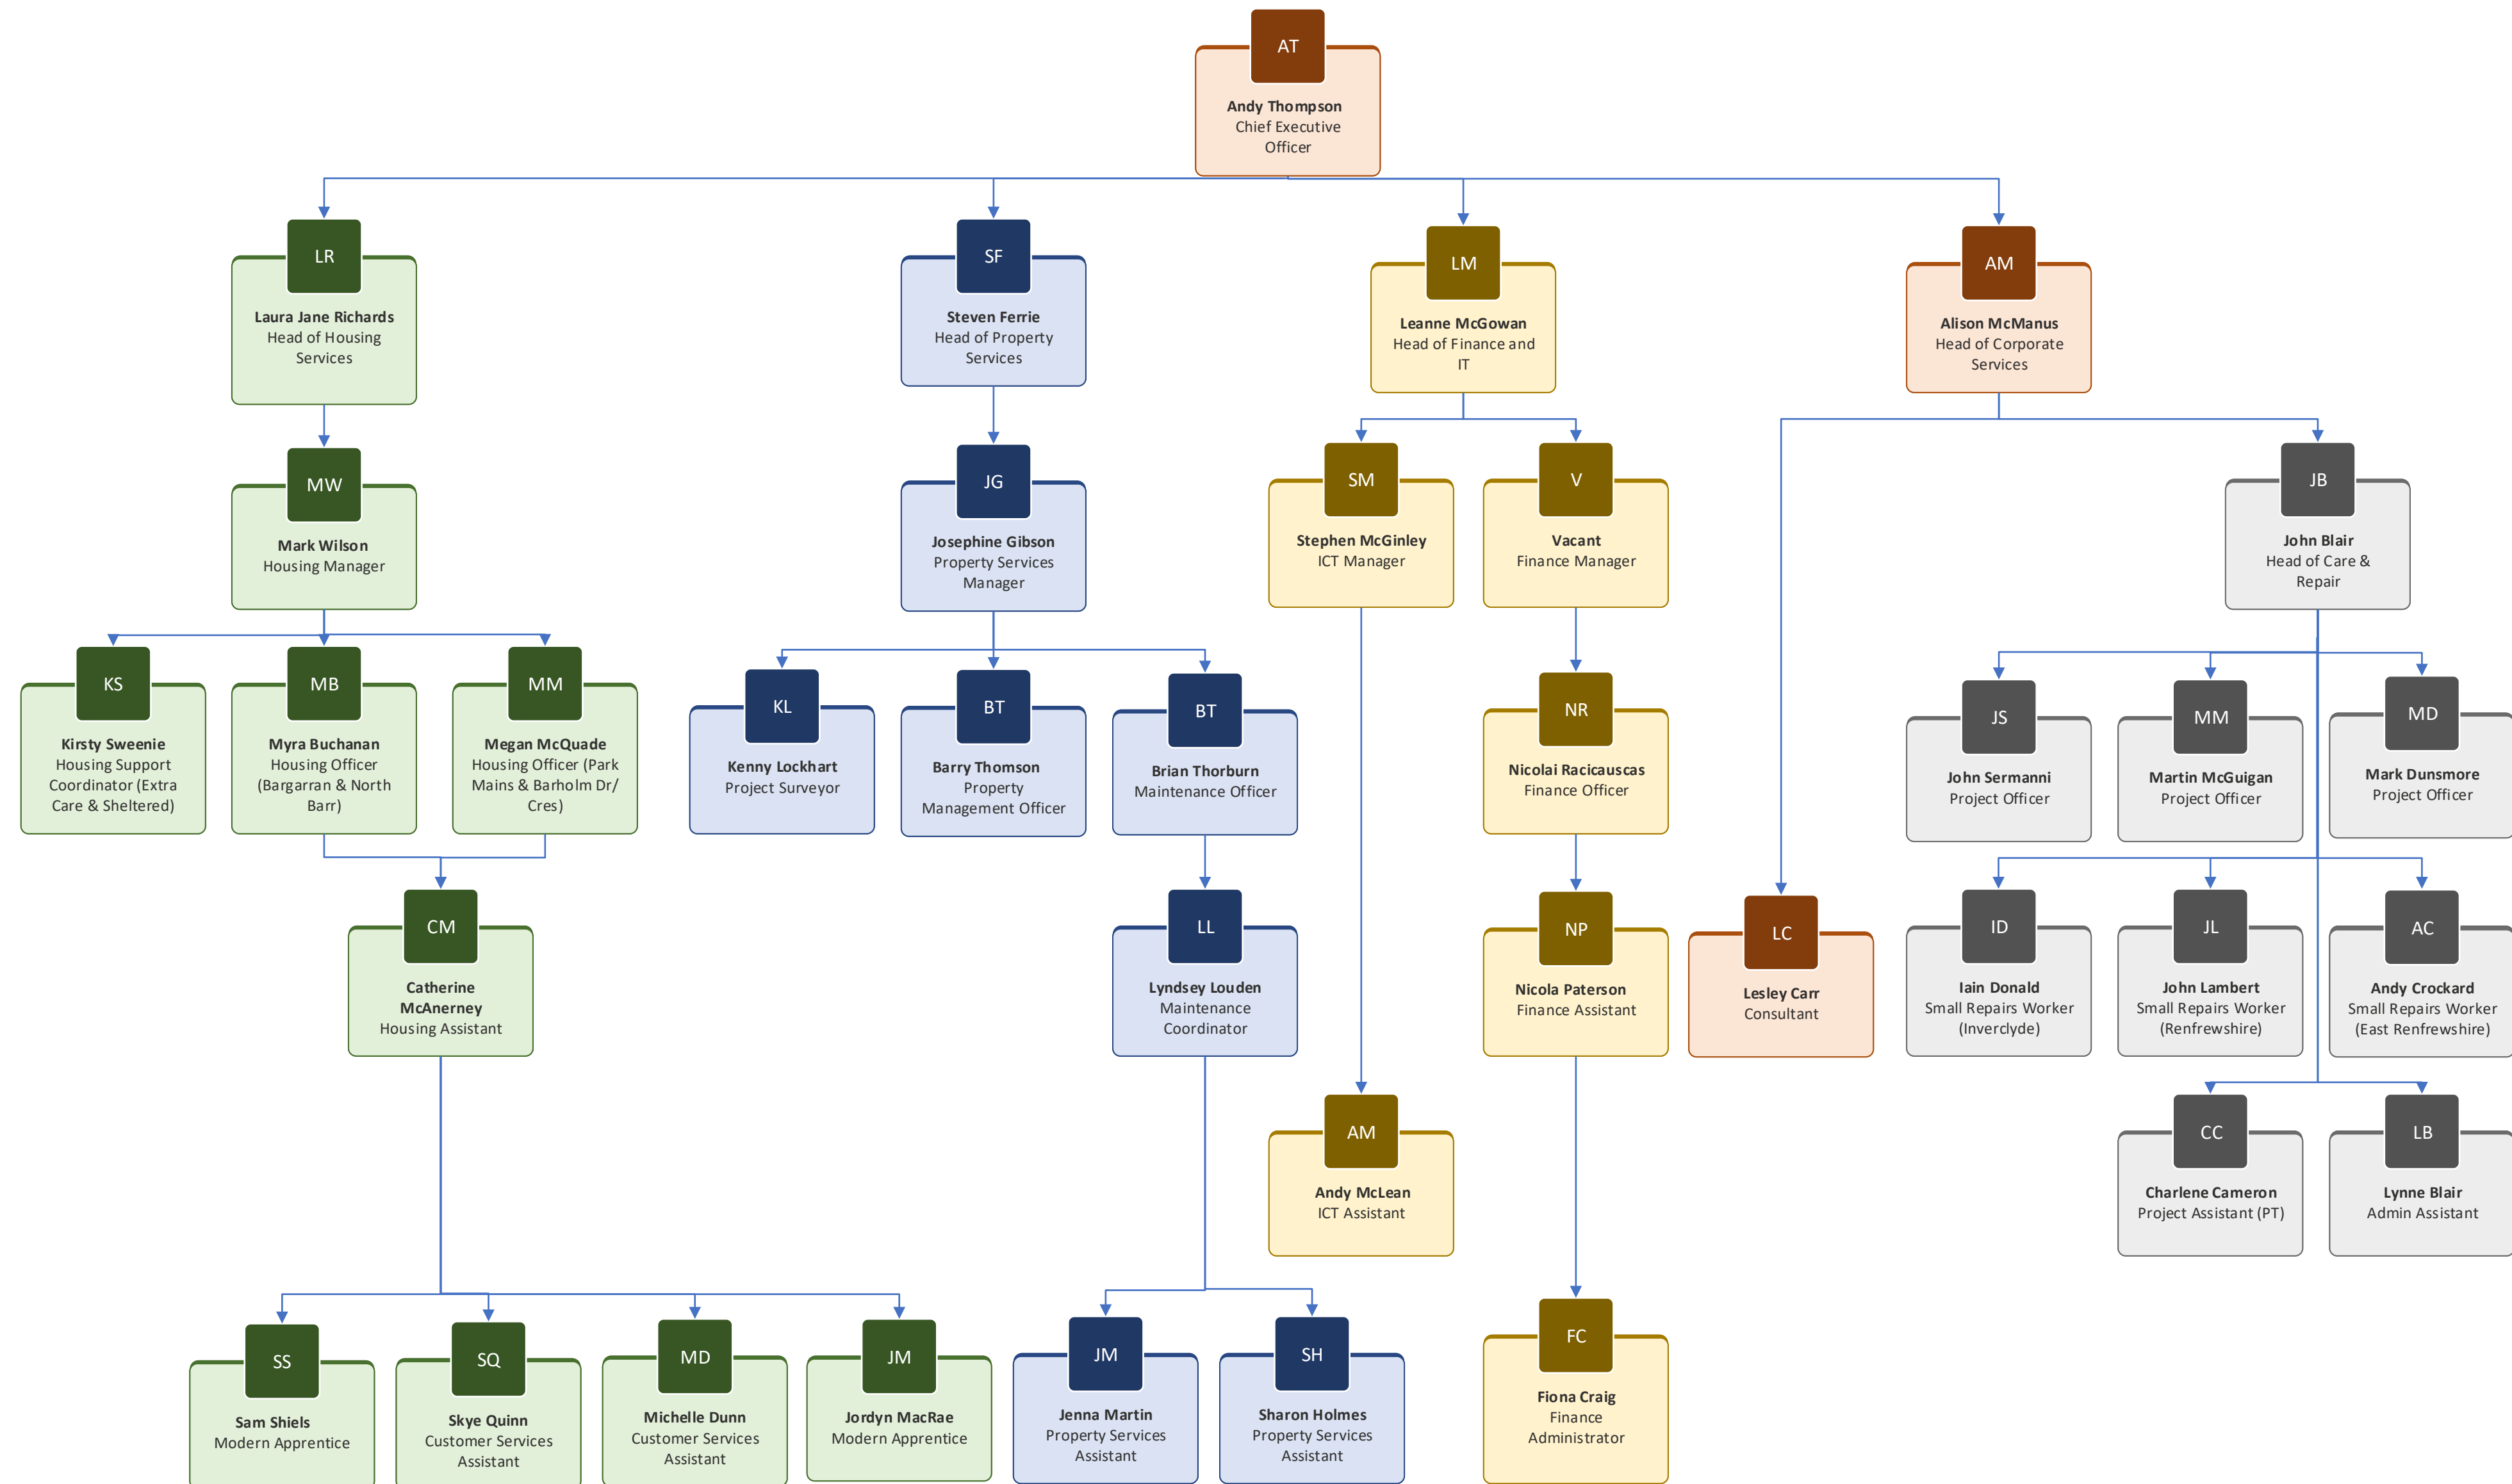 AT
Andy Thompson
Chief Executive
Officer
LR
Laura Jane Richards
Head of Housing
Services
SF
Steven Ferrie
Head of Property
Services
LM
Leanne McGowan
Head of Finance and
IT
AM
Alison McManus
Head of Corporate
Services
MW
Mark Wilson
Housing Manager
JG
Josephine Gibson
Property Services
Manager
SM
Stephen McGinley
ICT Manager
V
Vacant
Finance Manager
JB
John Blair
Head of Care &
Repair
KS
Kirsty Sweenie
Housing Support
Coordinator (Extra
Care & Sheltered)
MB
Myra Buchanan
Housing Officer
(Bargarran & North
Barr)
MM
Megan McQuade
Housing Officer (Park
Mains & Barholm Dr/
Cres)
KL
Kenny Lockhart
Project Surveyor
BT
Barry Thomson
Property
Management Officer
BT
Brian Thorburn
Maintenance Officer
NR
Nicolai Racicauscas
Finance Officer
JS
John Sermanni
Project Officer
MM
Martin McGuigan
Project Officer
MD
Mark Dunsmore
Project Officer
CM
Catherine
McAnerney
Housing Assistant
LL
Lyndsey Louden
Maintenance
Coordinator
NP
Nicola Paterson
Finance Assistant
LC
Lesley Carr
Consultant
ID
Iain Donald
Small Repairs Worker
(Inverclyde)
JL
John Lambert
Small Repairs Worker
(Renfrewshire)
AC
Andy Crockard
Small Repairs Worker
(East Renfrewshire)
AM
Andy McLean
ICT Assistant
CC
Charlene Cameron
Project Assistant (PT)
LB
Lynne Blair
Admin Assistant
SS
Sam Shiels
Modern Apprentice
SQ
Skye Quinn
Customer Services
Assistant
MD
Michelle Dunn
Customer Services
Assistant
JM
Jordyn MacRae
Modern Apprentice
JM
Jenna Martin
Property Services
Assistant
SH
Sharon Holmes
Property Services
Assistant
FC
Fiona Craig
Finance
Administrator